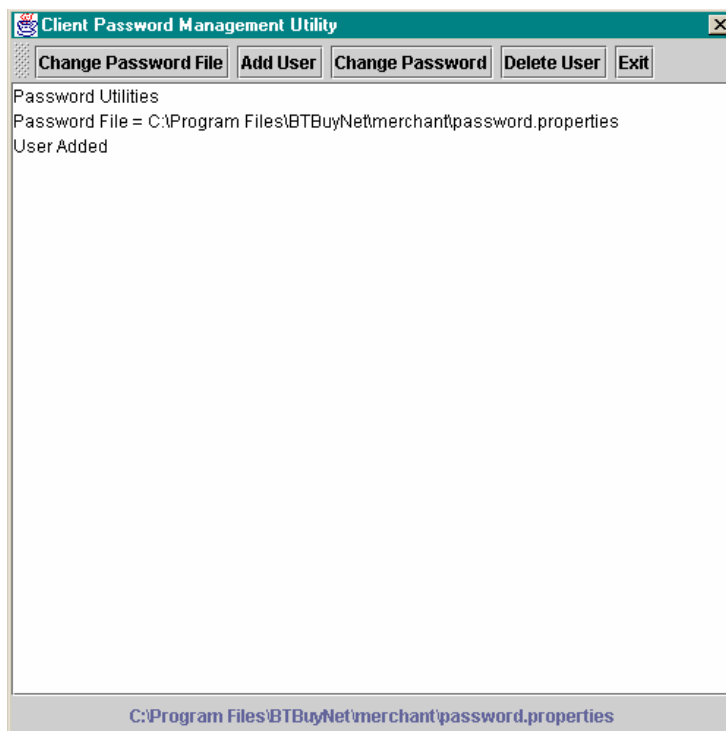 Client Password Management Utility
Change Password File Add User Change Password Delete User Exit
Password Utilities
Password File = C:\Program Files\BTBuyNet\merchant\password.properties
User Added
C:\Program Files\BTBuyNet\merchant\password.properties